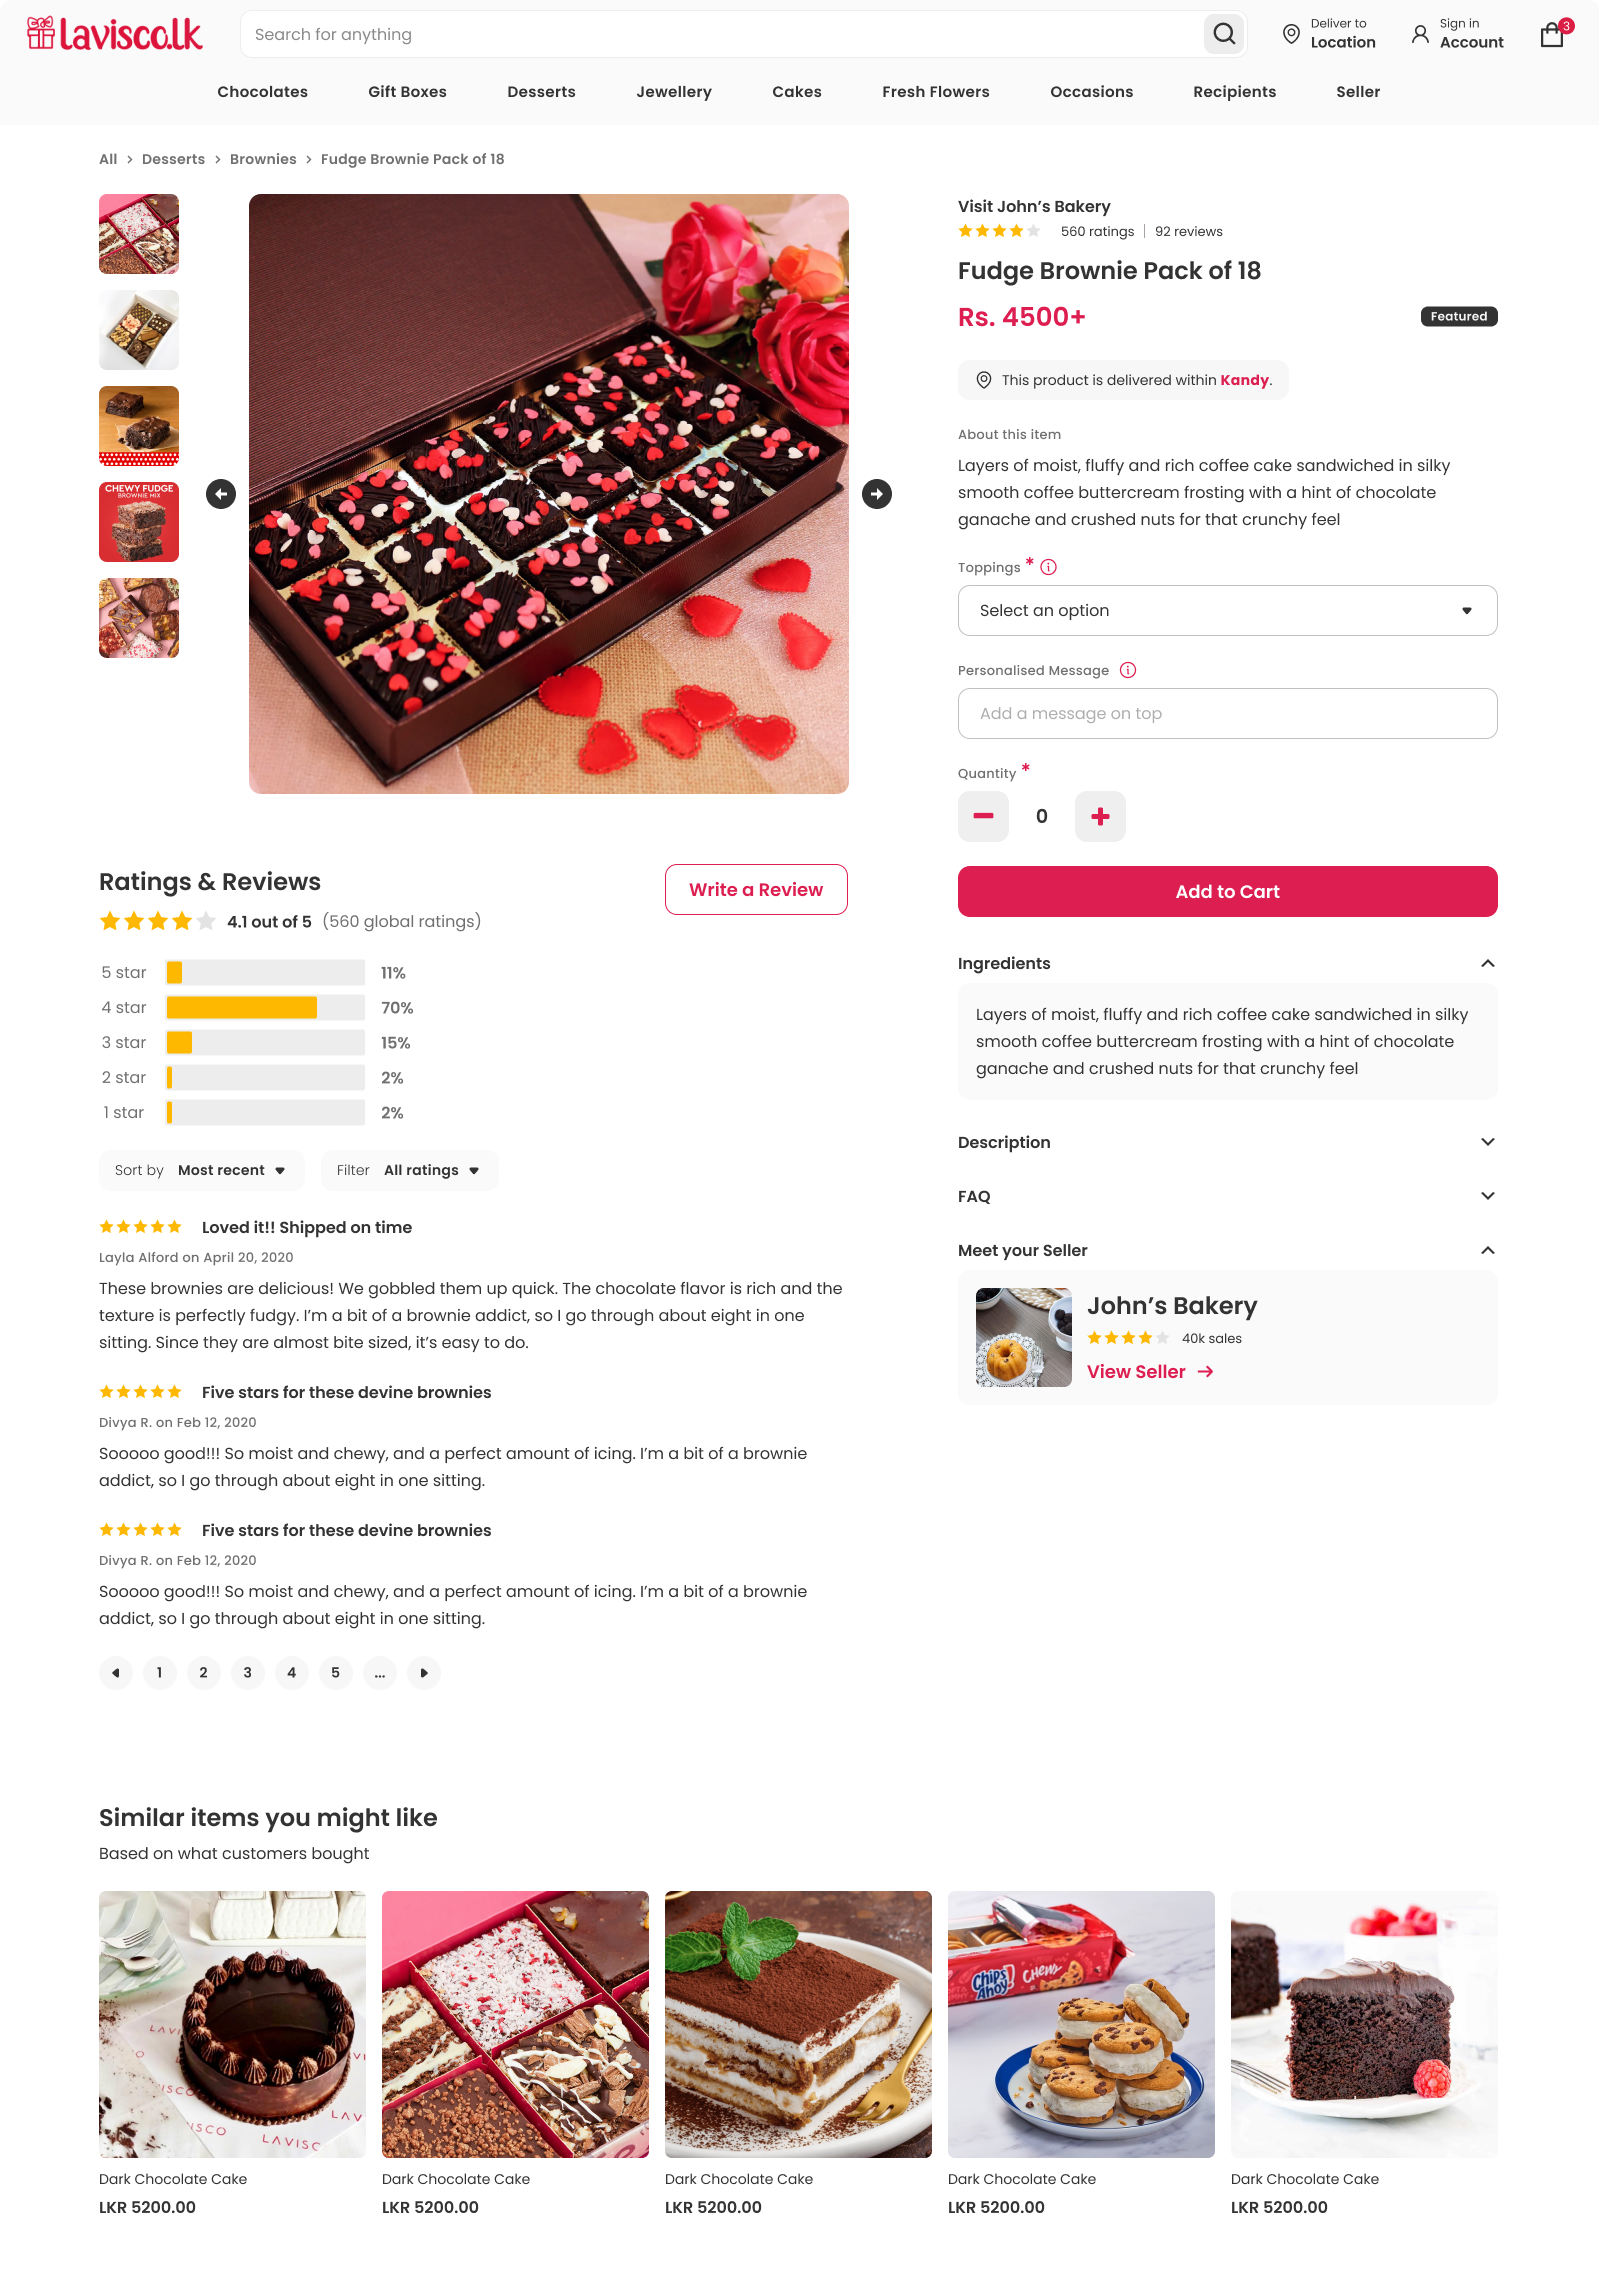 Lavisco.lk
Search for anything
Deliver to
Location
Sign in
Account
3
Chocolates
Gift Boxes
Desserts
Jewellery
Cakes
Fresh Flowers
Occasions
Recipients
Seller
All > Desserts > Brownies > Fudge Brownie Pack of 18
CHEWY FUDGE
BROWNIE MIX
Visit John's Bakery
560 ratings | 92 reviews
Fudge Brownie Pack of 18
Rs. 4500+
Featured
This product is delivered within Kandy.
About this item
Layers of moist, fluffy and rich coffee cake sandwiched in silky
smooth coffee buttercream frosting with a hint of chocolate
ganache and crushed nuts for that crunchy feel
Toppings *
Select an option
Personalised Message
Add a message on top
Quantity *
0
Add to Cart
Ingredients
Layers of moist, fluffy and rich coffee cake sandwiched in silky
smooth coffee buttercream frosting with a hint of chocolate
ganache and crushed nuts for that crunchy feel
Description
FAQ
Meet your Seller
John's Bakery
40k sales
View Seller
Ratings & Reviews
Write a Review
4.1 out of 5 (560 global ratings)
5 star 11%
4 star 70%
3 star 15%
2 star 2%
1 star 2%
Sort by Most recent
Filter All ratings
Loved it!! Shipped on time
Layla Alford on April 20, 2020
These brownies are delicious! We gobbled them up quick. The chocolate flavor is rich and the
texture is perfectly fudgy. I'm a bit of a brownie addict, so I go through about eight in one
sitting. Since they are almost bite sized, it's easy to do.
Five stars for these devine brownies
Divya R. on Feb 12, 2020
Sooooo good!!! So moist and chewy, and a perfect amount of icing. I'm a bit of a brownie
addict, so I go through about eight in one sitting.
Five stars for these devine brownies
Divya R. on Feb 12, 2020
Sooooo good!!! So moist and chewy, and a perfect amount of icing. I'm a bit of a brownie
addict, so I go through about eight in one sitting.
1 2 3 4 5 ...
Similar items you might like
Based on what customers bought
LAVISC
Chips Ahoy!
CHEWY
Dark Chocolate Cake
LKR 5200.00
Dark Chocolate Cake
LKR 5200.00
Dark Chocolate Cake
LKR 5200.00
Dark Chocolate Cake
LKR 5200.00
Dark Chocolate Cake
LKR 5200.00